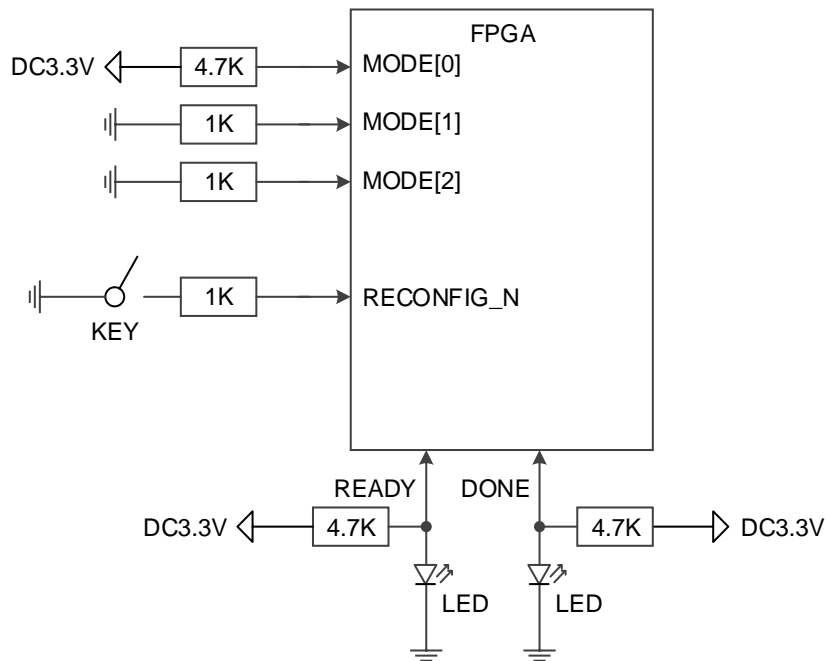 FPGA
DC3.3V
4.7K
MODE[0]
1K
MODE[1]
1K
MODE[2]
1K
RECONFIG_N
KEY
READY
DONE
DC3.3V
4.7K
4.7K
DC3.3V
LED
LED